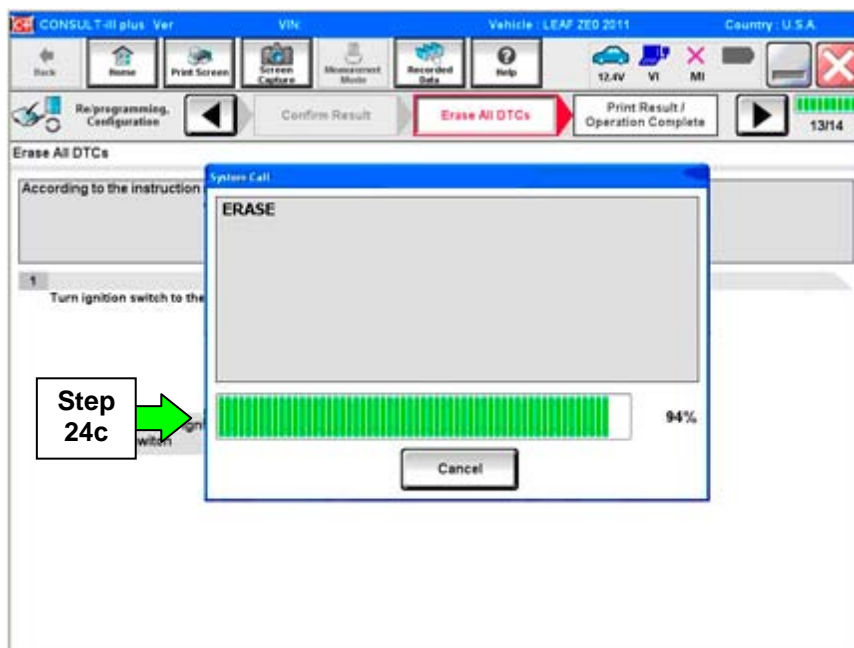 CONSULT-III plus Ver VIN: Vehicle : LEAF ZE0 2011 Country : U.S.A.
Back Home Print Screen Screen Capture Measurement Mode Recorded Data Help 12.4V VI MI
Re/programming, Configuration Confirm Result Erase All DTCs Print Result / Operation Complete 13/14
Erase All DTCs
According to the instruction
System Call
ERASE
1
Turn ignition switch to the
Step
24c
ign
switch
94%
Cancel